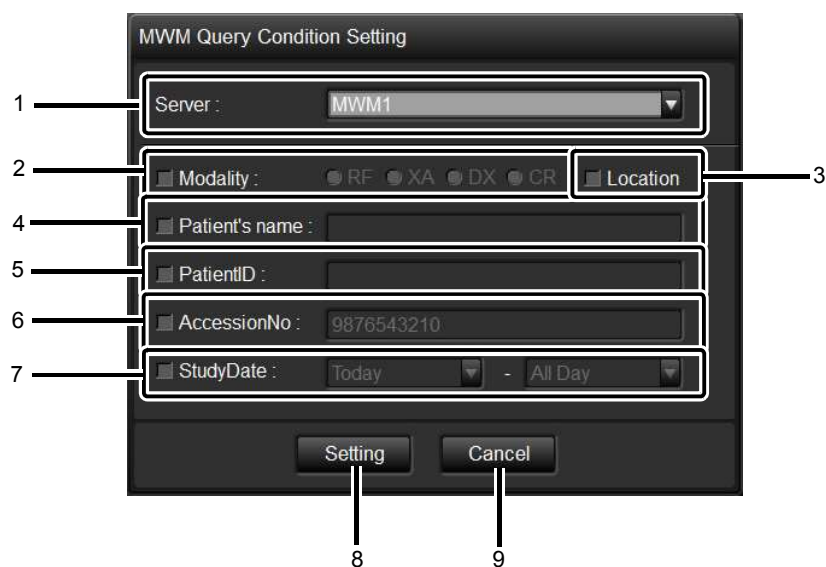 MWM Query Condition Setting
1 Server : MWM1
2 Modality : RF XA DX CR Location 3
4 Patient's name :
5 PatientID :
6 AccessionNo : 9876543210
7 StudyDate : Today - All Day
Setting Cancel
8 9